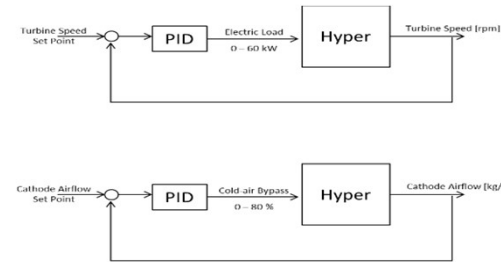 Turbine Speed
Set Point
PID
Electric Load
0 – 60 kW
Hyper
Turbine Speed [rpm]
Cathode Airflow
Set Point
PID
Cold-air Bypass
0 – 80 %
Hyper
Cathode Airflow [kg/